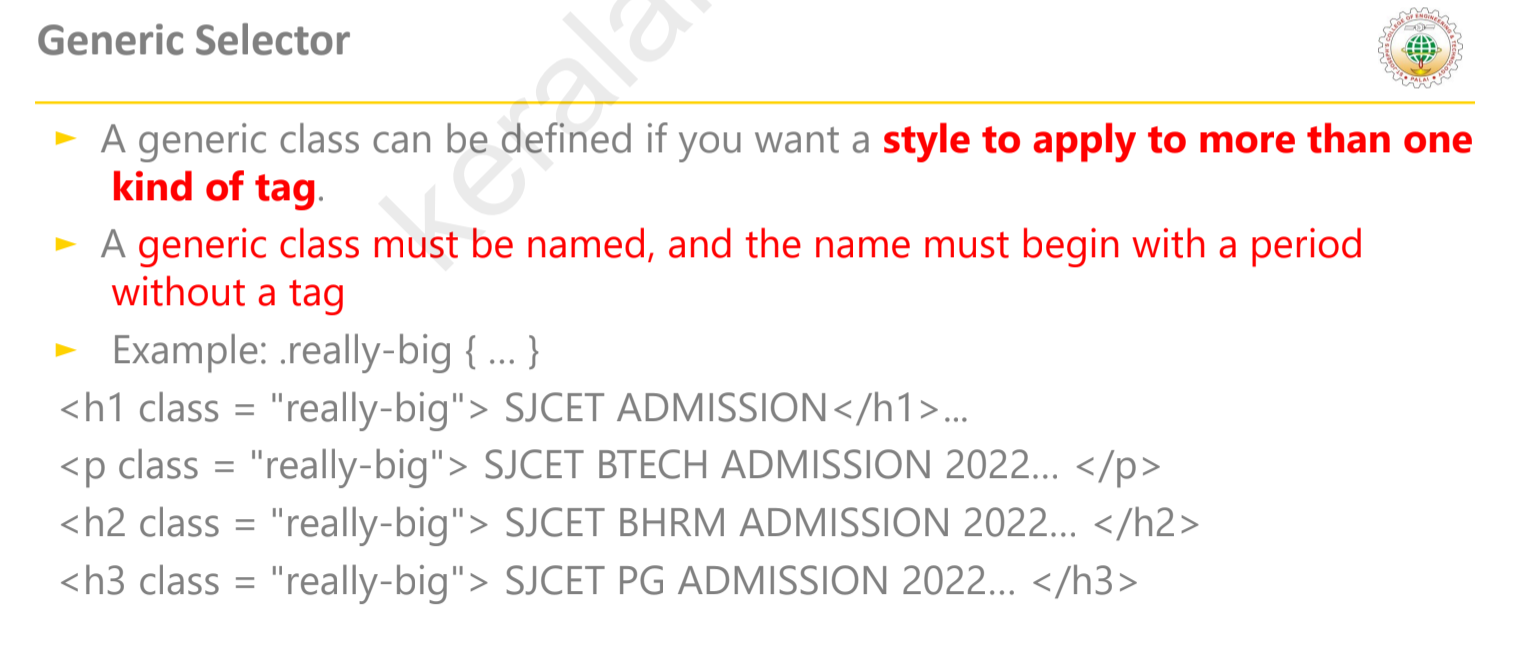 Generic Selector
► A generic class can be defined if you want a style to apply to more than one
kind of tag.
► A generic class must be named, and the name must begin with a period
without a tag
► Example: .really-big { ... }
<h1 class = "really-big"> SJCET ADMISSION</h1>...
<p class = "really-big"> SJCET BTECH ADMISSION 2022... </p>
<h2 class = "really-big"> SJCET BHRM ADMISSION 2022... </h2>
<h3 class = "really-big"> SJCET PG ADMISSION 2022... </h3>
kerala
PALAI